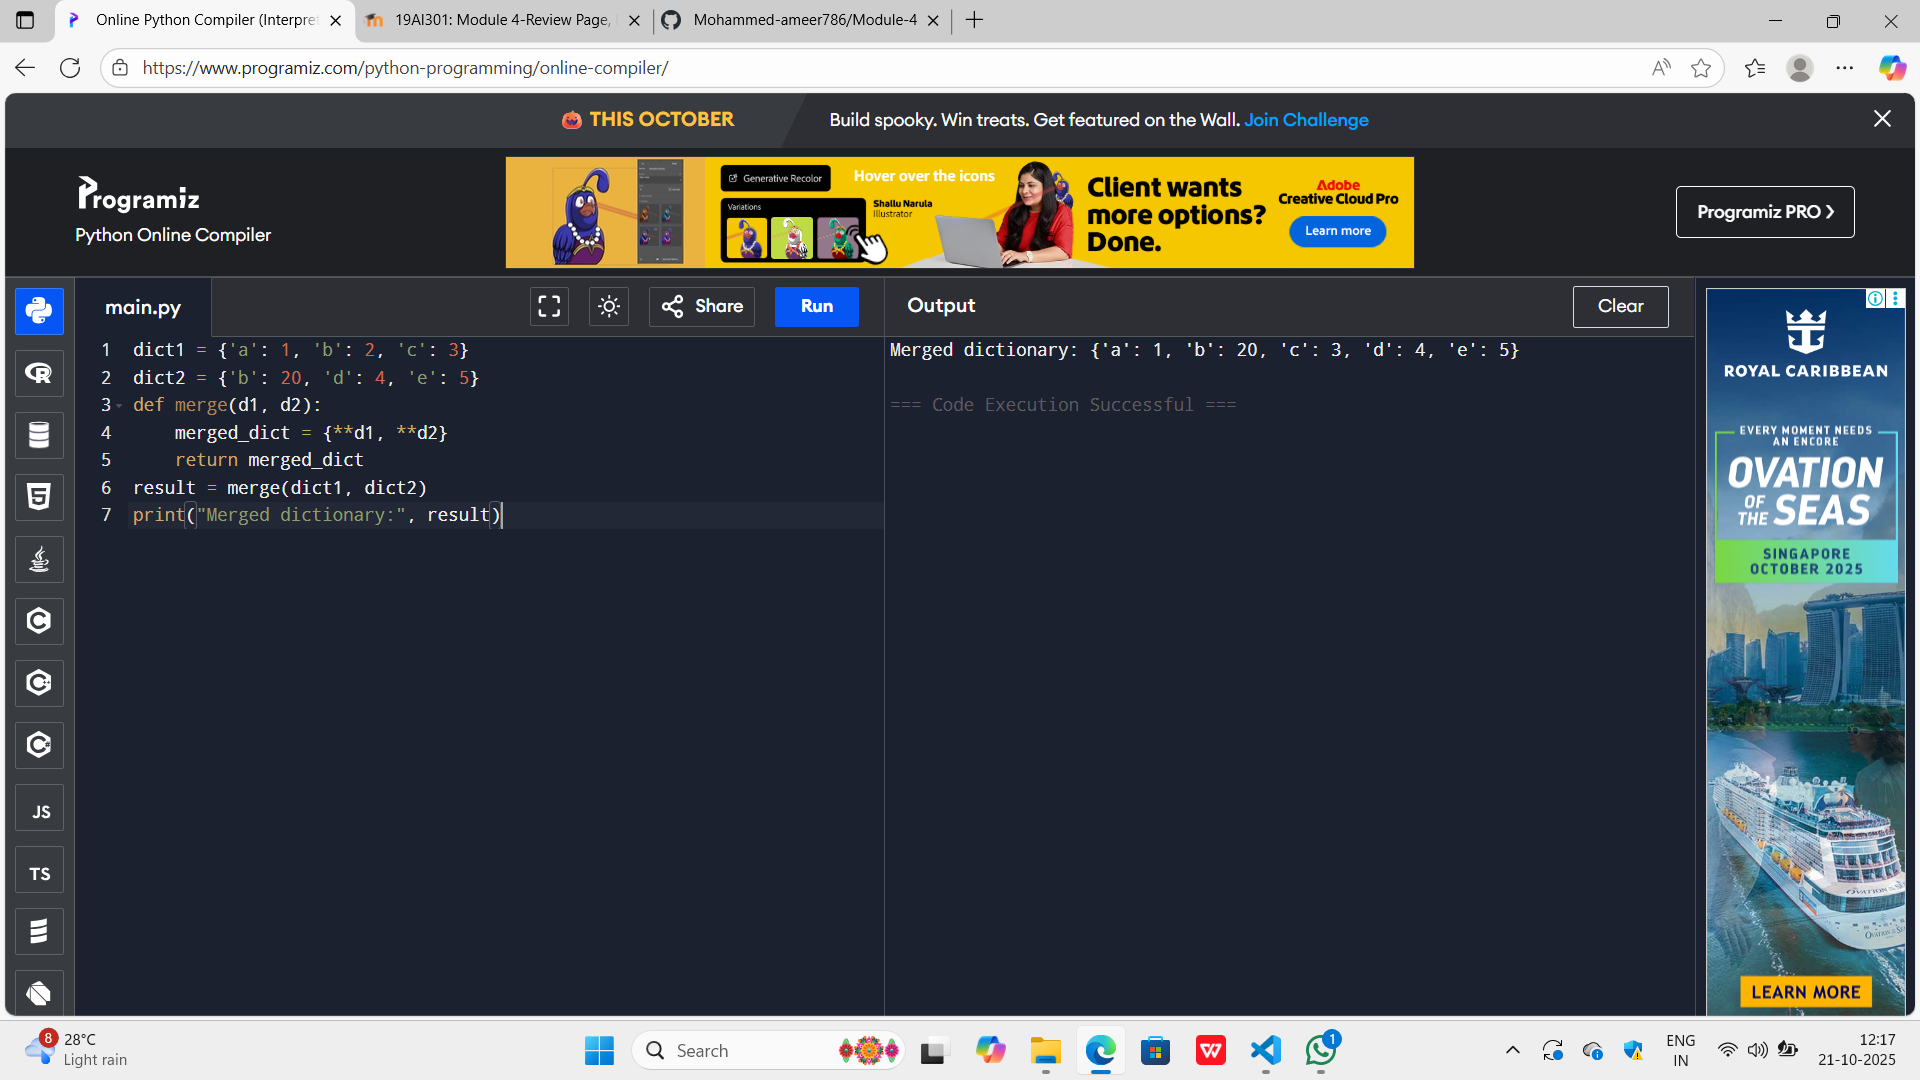 Online Python Compiler (Interpret
19AI301: Module 4-Review Page,
Mohammed-ameer786/Module-4
https://www.programiz.com/python-programming/online-compiler/
THIS OCTOBER
Build spooky. Win treats. Get featured on the Wall. Join Challenge
Programiz
Python Online Compiler
Generative Recolor
Variations
Hover over the icons
Shallu Narula
Illustrator
Client wants
more options?
Done.
Adobe
Creative Cloud Pro
Learn more
Programiz PRO ❯
main.py
Share
Run
Output
Clear
1 dict1 = {'a': 1, 'b': 2, 'c': 3}
2 dict2 = {'b': 20, 'd': 4, 'e': 5}
3 def merge(d1, d2):
4     merged_dict = {**d1, **d2}
5     return merged_dict
6 result = merge(dict1, dict2)
7 print("Merged dictionary:", result)
Merged dictionary: {'a': 1, 'b': 20, 'c': 3, 'd': 4, 'e': 5}
=== Code Execution Successful ===
R
5
C
C
C
JS
TS
ROYAL CARIBBEAN
EVERY MOMENT NEEDS
AN ENCORE
OVATION
OF THE SEAS
SINGAPORE
OCTOBER 2025
OVATION OF THE SEAS
LEARN MORE
8
28°C
Light rain
Search
W
1
ENG
IN
12:17
21-10-2025